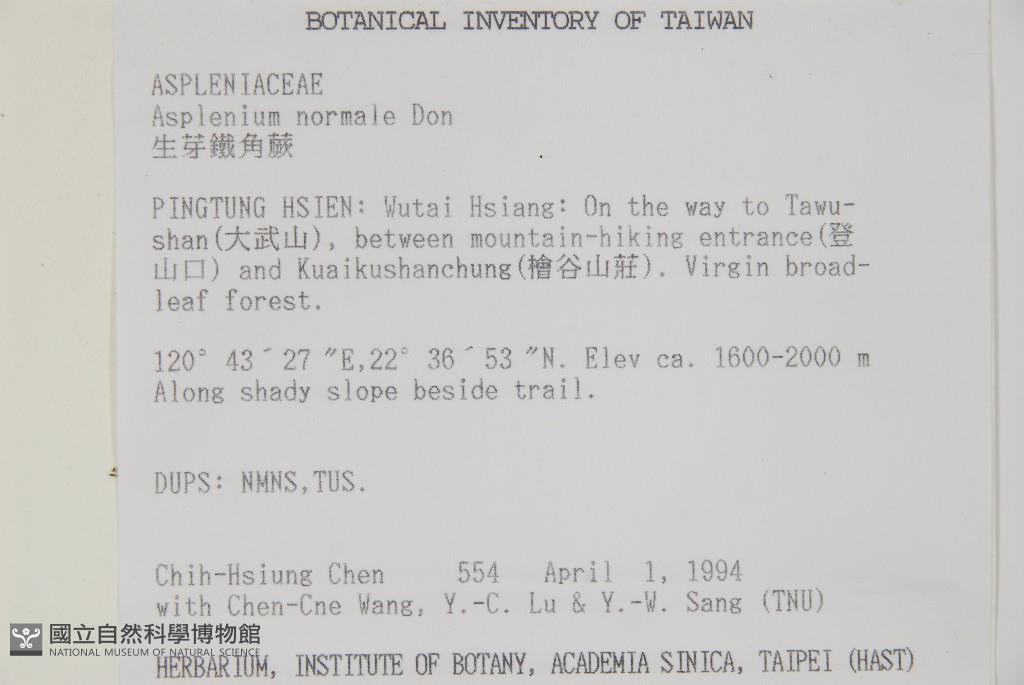 BOTANICAL INVENTORY OF TAIWAN
ASPLENIACEAE
Asplenium normale Don
生芽鐵角蕨
PINGTUNG HSIEN: Wutai Hsiang: On the way to Tawu-
shan(大武山), between mountain-hiking entrance(登
山口) and Kuaikushanchung(檜谷山莊). Virgin broad-
leaf forest.
120° 43´27 ″E,22° 36´53 ″N. Elev ca. 1600-2000 m
Along shady slope beside trail.
DUPS: NMNS,TUS.
Chih-Hsiung Chen 554 April 1, 1994
with Chen-Cne Wang, Y.-C. Lu & Y.-W. Sang (TNU)
國立自然科學博物館
NATIONAL MUSEUM OF NATURAL SCIENCE
HERBARIUM, INSTITUTE OF BOTANY, ACADEMIA SINICA, TAIPEI (HAST)